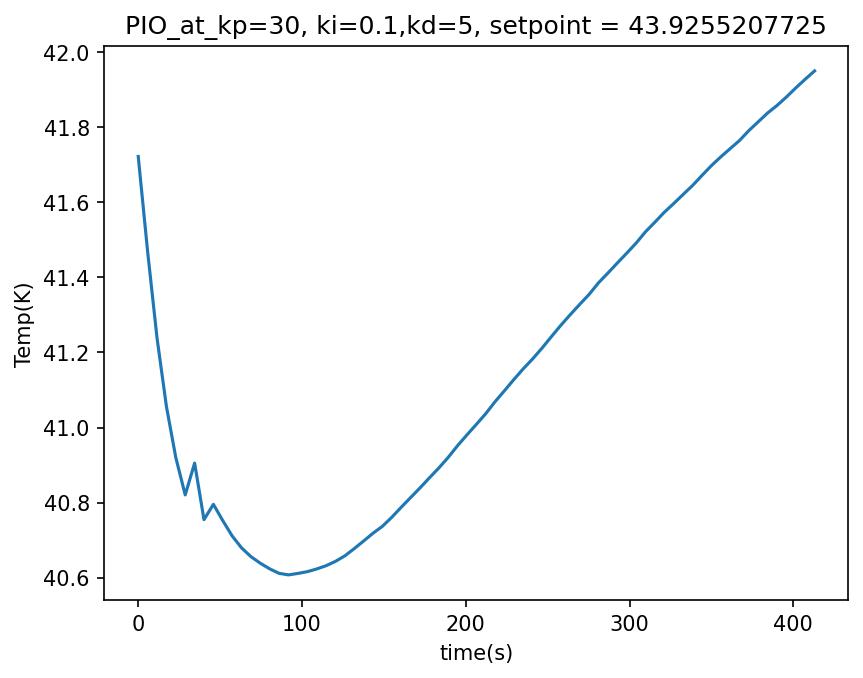 PIO_at_kp=30, ki=0.1,kd=5, setpoint = 43.9255207725
42.0
41.8
41.6
41.4
41.2
41.0
40.8
40.6
Temp(K)
0 100 200 300 400
time(s)